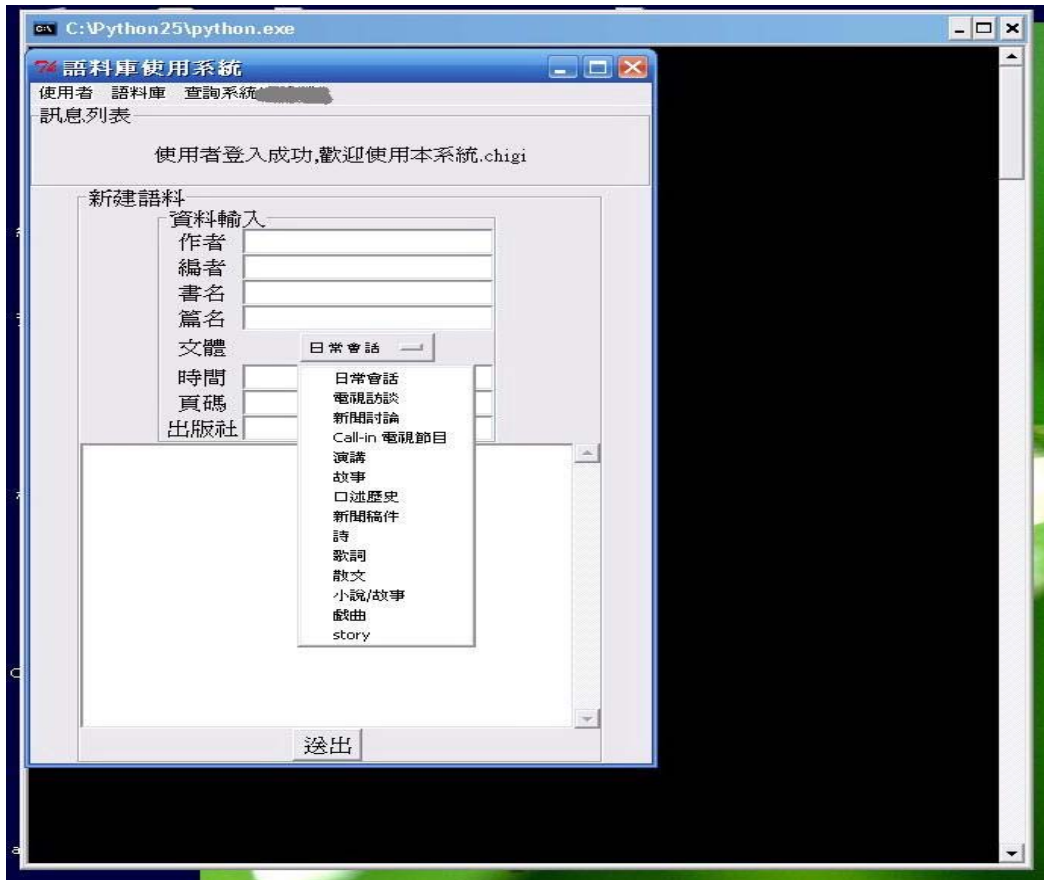 C:\Python25\python.exe
語料庫使用系統
使用者 語料庫 查詢系統
訊息列表
使用者登入成功,歡迎使用本系統.chigi
新建語料
資料輸入
作者
編者
書名
篇名
文體 日常會話
時間
頁碼
出版社
日常會話
電視訪談
新聞討論
Call-in 電視節目
演講
故事
口述歷史
新聞稿件
詩
歌詞
散文
小說/故事
戲曲
story
送出